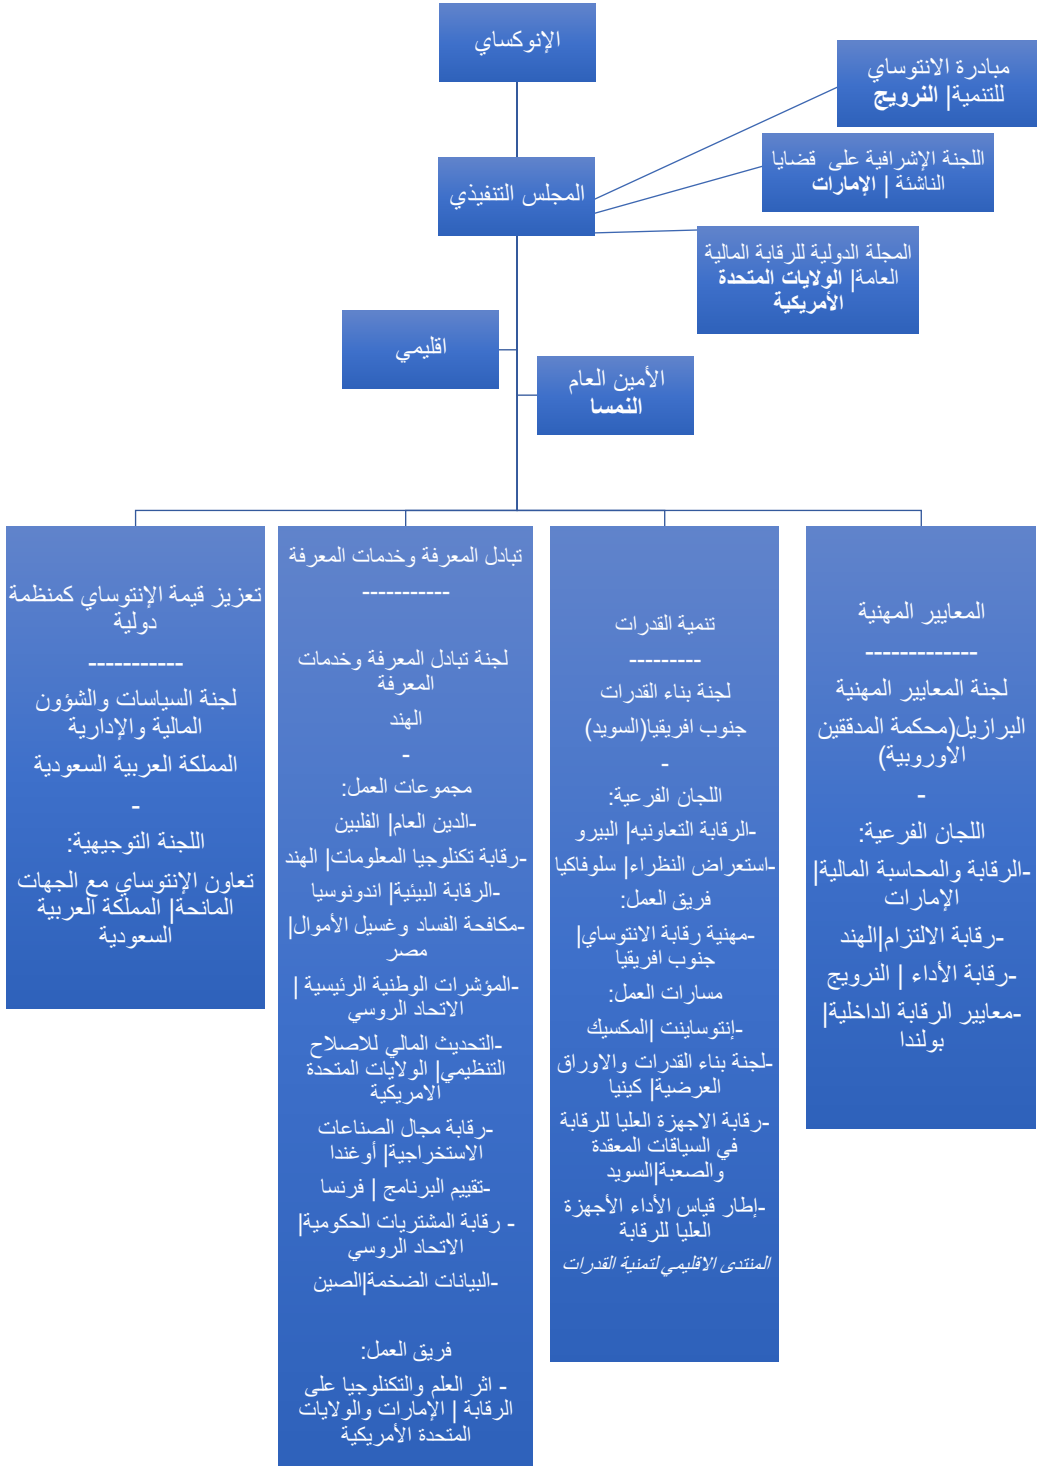 الإنوكساي
مبادرة الانتوساي
للتنمية| النرويج
اللجنة الإشرافية على قضايا
الناشئة | الإمارات
المجلس التنفيذي
المجلة الدولية للرقابة المالية
العامة| الولايات المتحدة
الأمريكية
اقليمي
الأمين العام
النمسا
المعايير المهنية
-------------
لجنة المعايير المهنية
البرازيل(محكمة المدققين
الاوروبية)
-
اللجان الفرعية:
-الرقابة والمحاسبة المالية|
الإمارات
-رقابة الالتزام|الهند
-رقابة الأداء | النرويج
-معايير الرقابة الداخلية|
بولندا
تنمية القدرات
---------
لجنة بناء القدرات
جنوب افريقيا(السويد)
-
اللجان الفرعية:
-الرقابة التعاونيه| البيرو
-استعراض النظراء| سلوفاكيا
فريق العمل:
-مهنية رقابة الانتوساي|
جنوب افريقيا
مسارات العمل:
-إنتوساينت |المكسيك
-لجنة بناء القدرات والاوراق
العرضية| كينيا
-رقابة الاجهزة العليا للرقابة
في السياقات المعقدة
والصعبة|السويد
-إطار قياس الأداء الأجهزة
العليا للرقابة
المنتدى الاقليمي لتمنية القدرات
تبادل المعرفة وخدمات المعرفة
-----------
لجنة تبادل المعرفة وخدمات
المعرفة
الهند
-
مجموعات العمل:
-الدين العام| الفلبين
-رقابة تكنلوجيا المعلومات| الهند
-الرقابة البيئية| اندونوسيا
-مكافحة الفساد وغسيل الأموال|
مصر
-المؤشرات الوطنية الرئيسية |
الاتحاد الروسي
-التحديث المالي للاصلاح
التنظيمي| الولايات المتحدة
الامريكية
-رقابة مجال الصناعات
الاستخراجية| أوغندا
-تقييم البرنامج | فرنسا
- رقابة المشتريات الحكومية|
الاتحاد الروسي
-البيانات الضخمة|الصين
فريق العمل:
- اثر العلم والتكنلوجيا على
الرقابة | الإمارات والولايات
المتحدة الأمريكية
تعزيز قيمة الإنتوساي كمنظمة
دولية
-----------
لجنة السياسات والشؤون
المالية والإدارية
المملكة العربية السعودية
-
اللجنة التوجيهية:
تعاون الإنتوساي مع الجهات
المانحة| المملكة العربية
السعودية